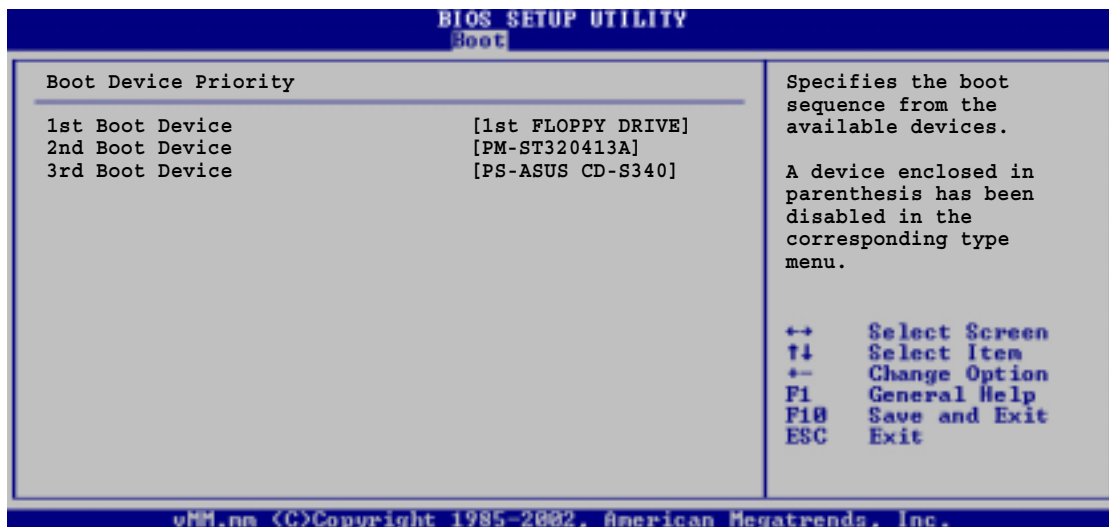 BIOS SETUP UTILITY
Boot
Boot Device Priority
1st Boot Device [1st FLOPPY DRIVE]
2nd Boot Device [PM-ST320413A]
3rd Boot Device [PS-ASUS CD-S340]
Specifies the boot
sequence from the
available devices.
A device enclosed in
parenthesis has been
disabled in the
corresponding type
menu.
←→ Select Screen
↑↓ Select Item
+- Change Option
F1 General Help
F10 Save and Exit
ESC Exit
vMM.mm (C)Copyright 1985-2002, American Megatrends, Inc.